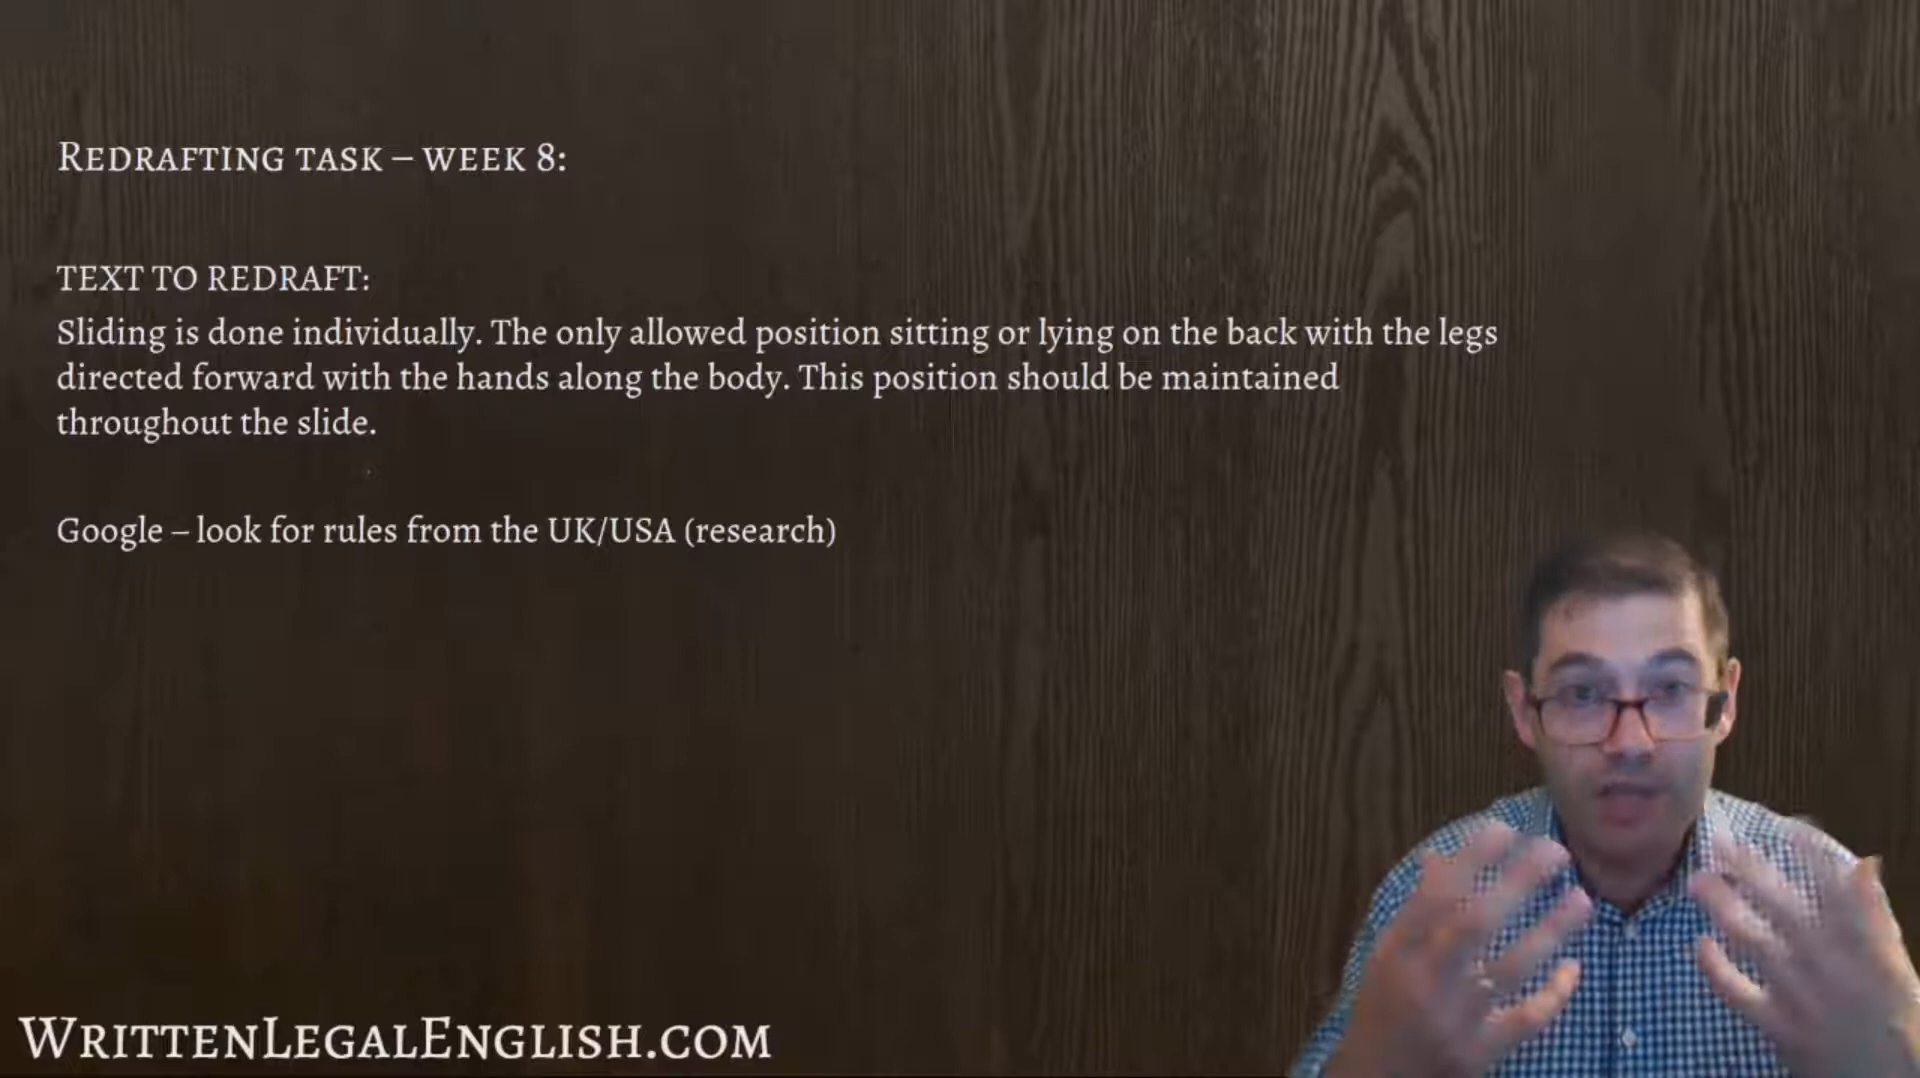 Redrafting task – week 8:
TEXT TO REDRAFT:
Sliding is done individually. The only allowed position sitting or lying on the back with the legs
directed forward with the hands along the body. This position should be maintained
throughout the slide.
Google – look for rules from the UK/USA (research)
WrittenLegalEnglish.com